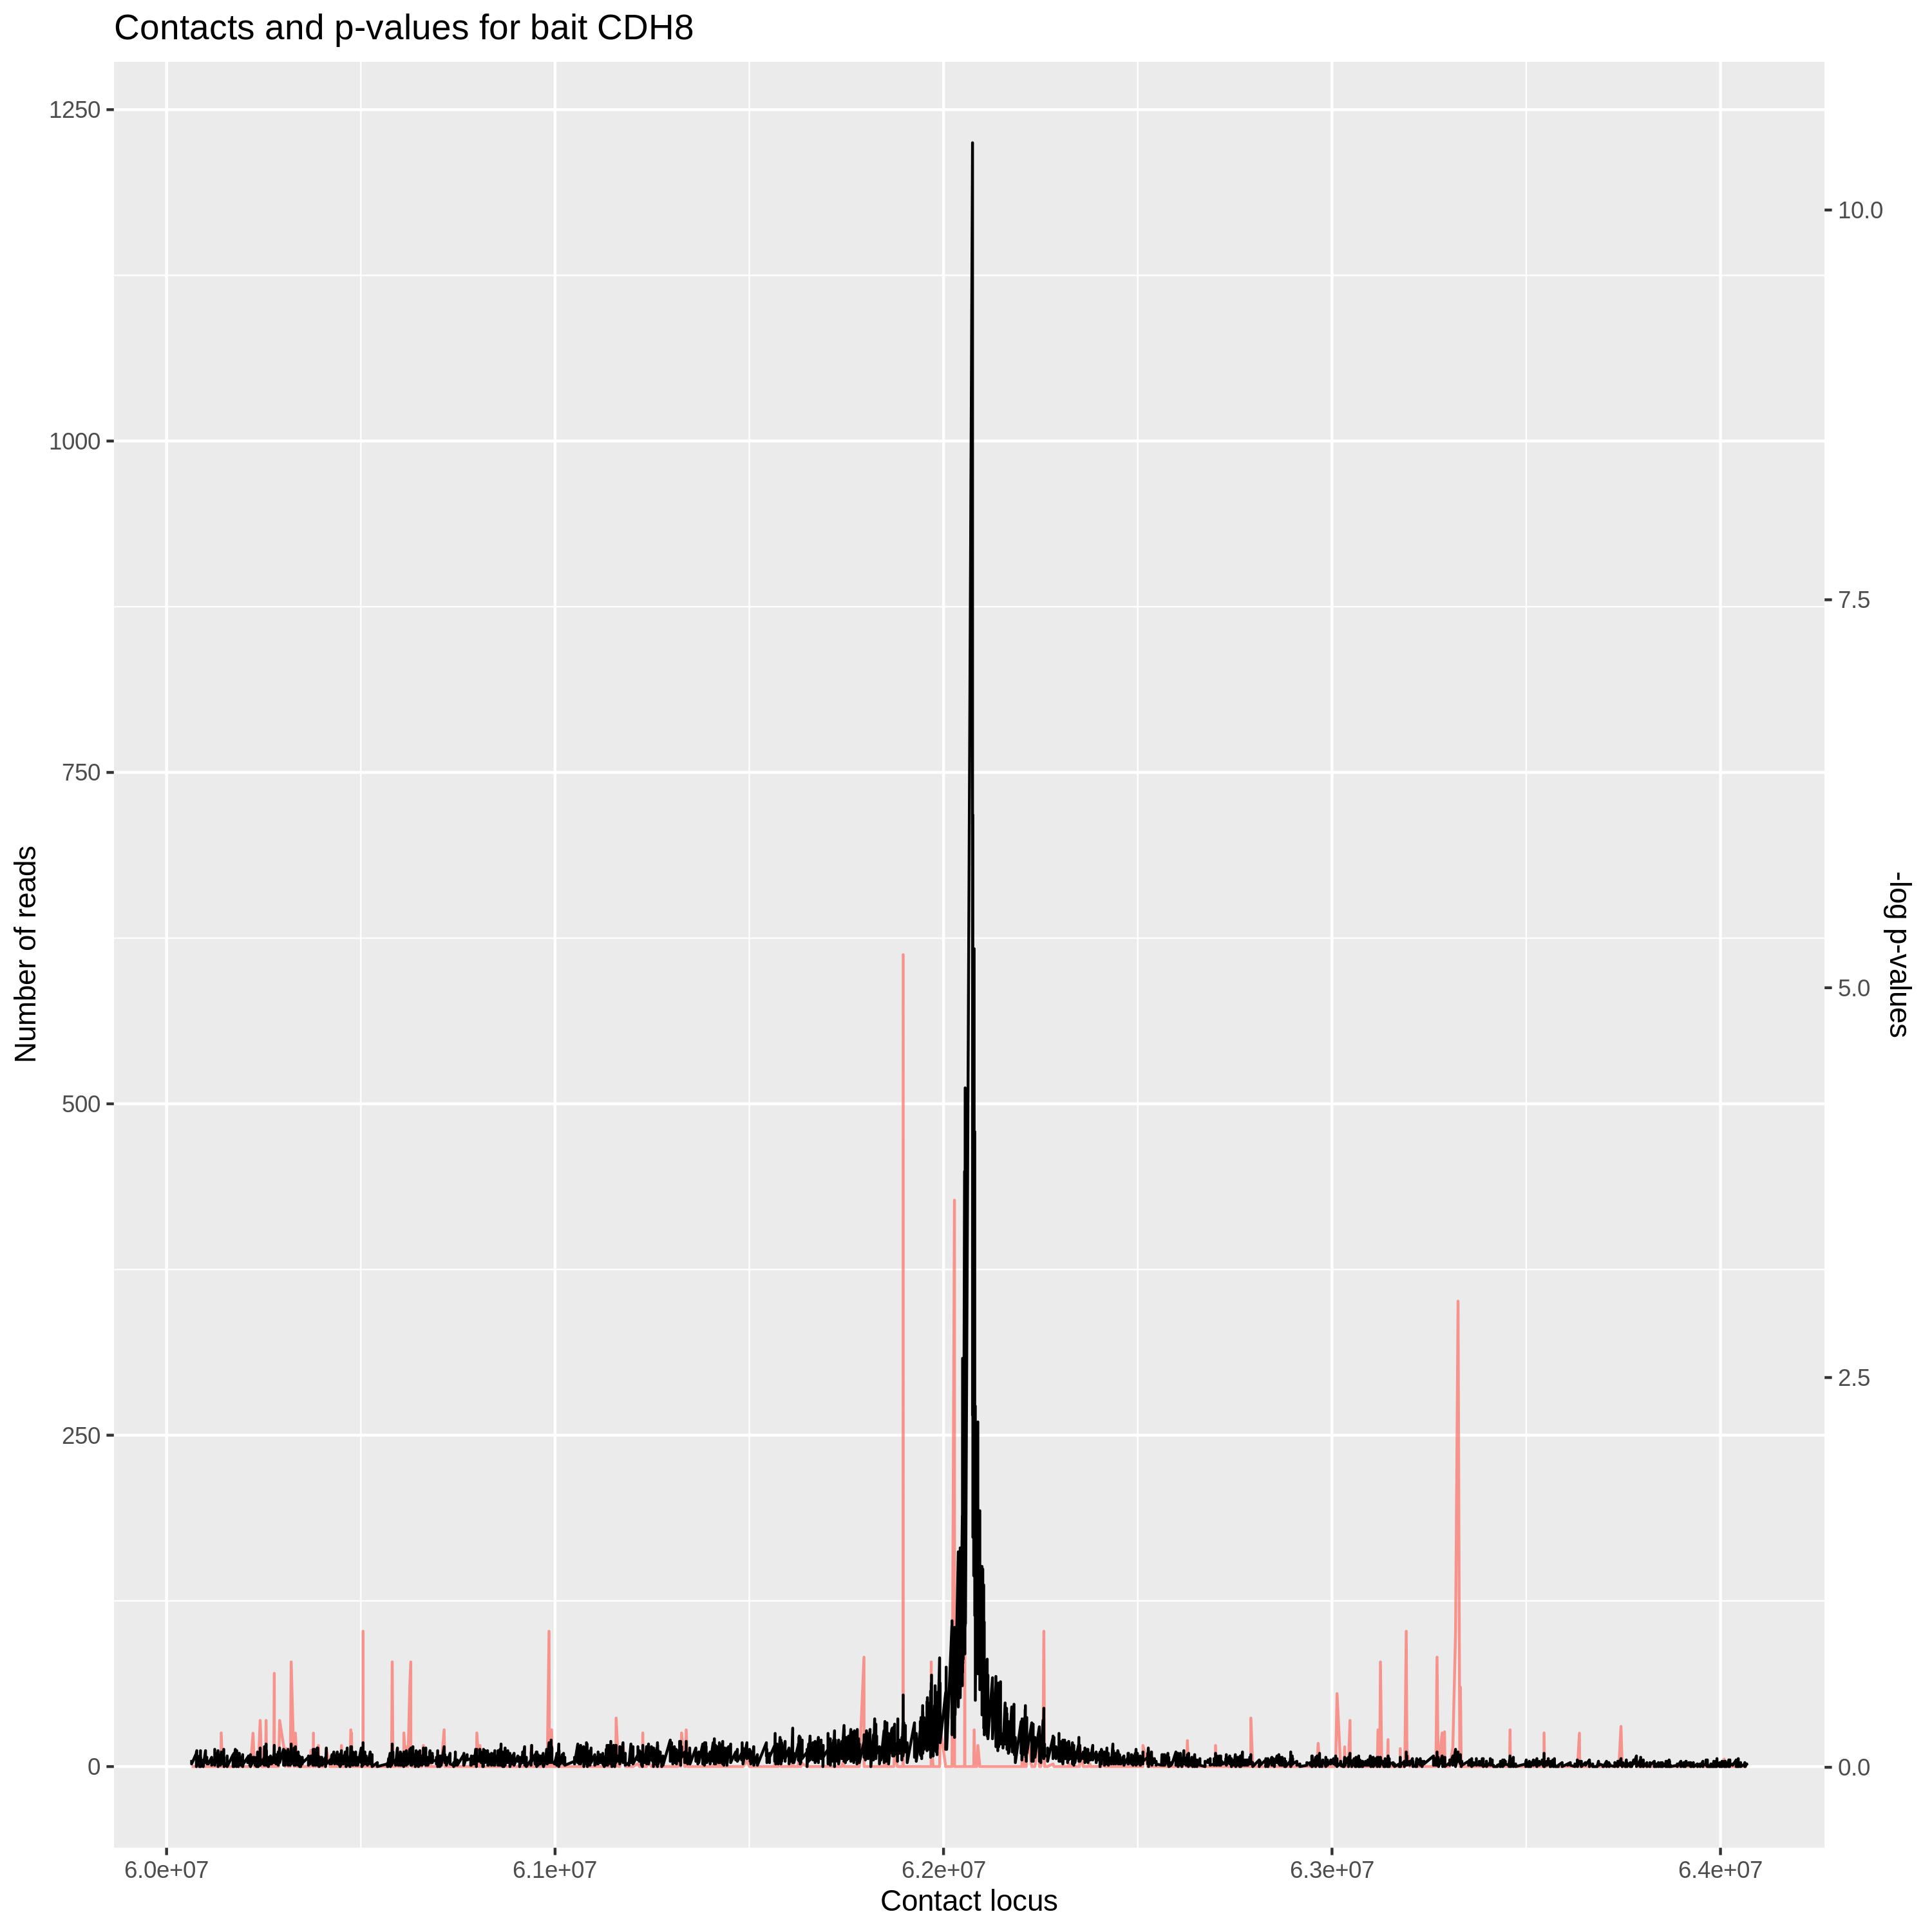 Contacts and p-values for bait CDH8
Number of reads
1250
1000
750
500
250
0
10.0
7.5
5.0
2.5
0.0
-log p-values
6.0e+07
6.1e+07
6.2e+07
6.3e+07
6.4e+07
Contact locus